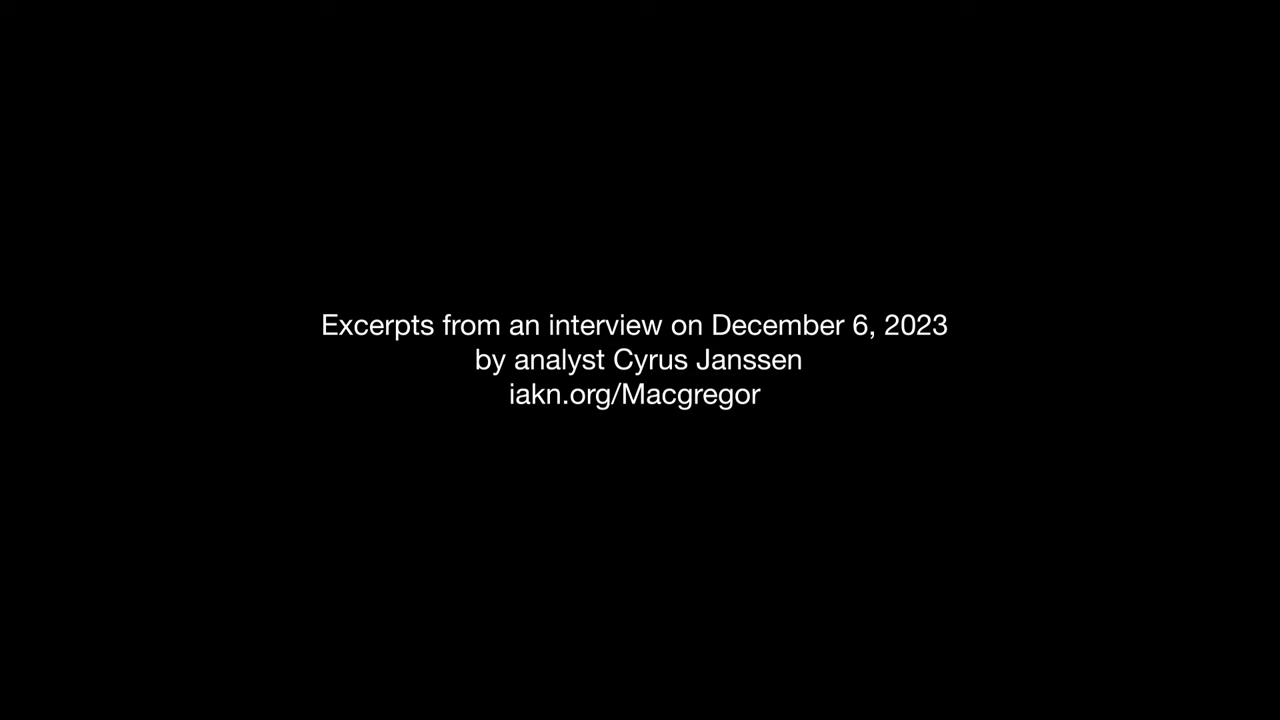 Excerpts from an interview on December 6, 2023
by analyst Cyrus Janssen
iakn.org/Macgregor